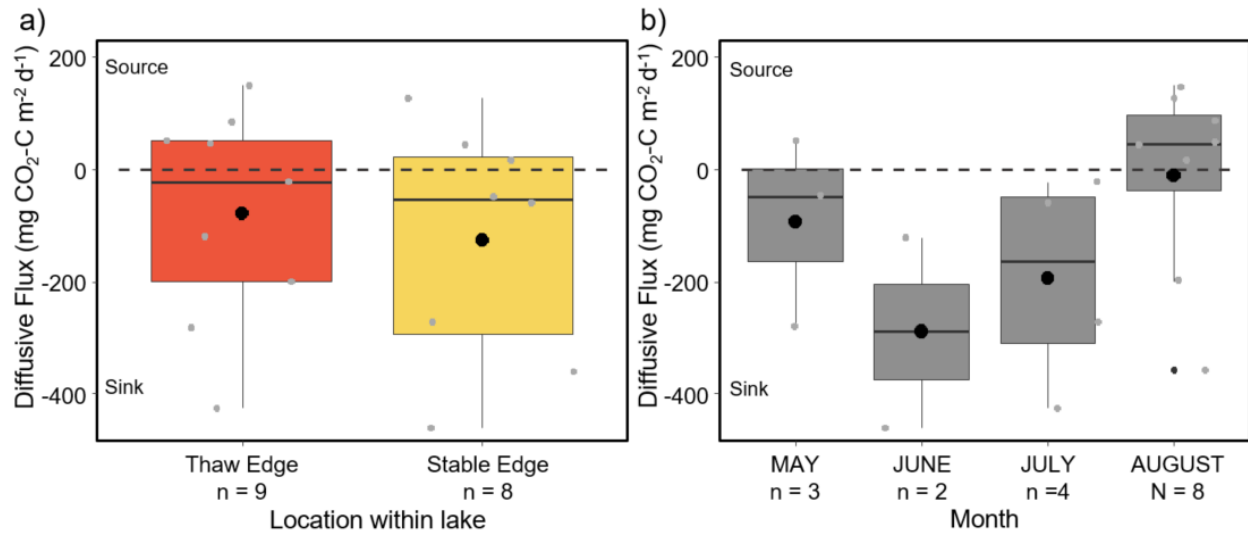 a)
Diffusive Flux (mg CO₂-C m⁻² d⁻¹)
200
0
-200
-400
Source
Sink
Thaw Edge
n = 9
Stable Edge
n = 8
Location within lake
b)
Diffusive Flux (mg CO₂-C m⁻² d⁻¹)
200
0
-200
-400
Source
Sink
MAY
n = 3
JUNE
n = 2
JULY
n =4
AUGUST
N = 8
Month